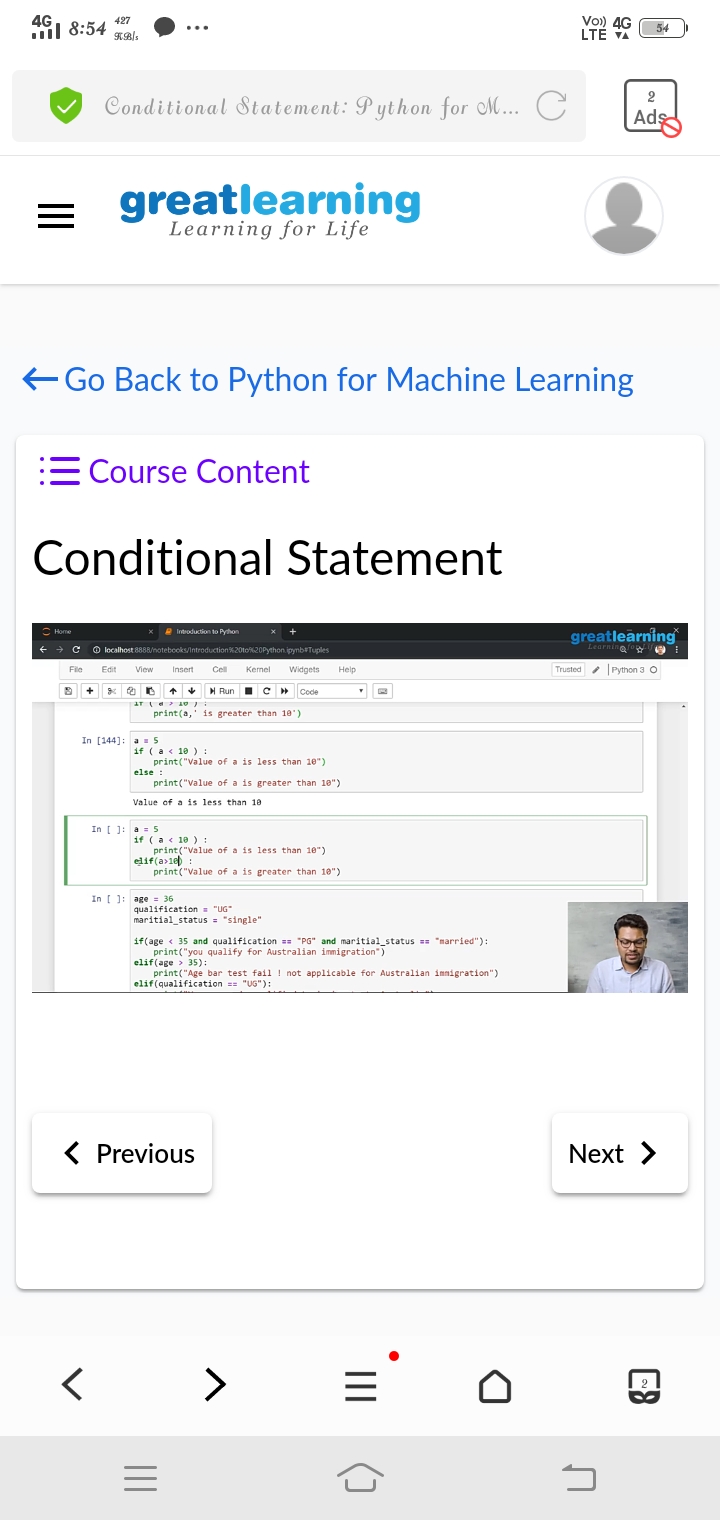 4G 8:54 427 KB/s ...
Vo)) LTE 4G 54
Conditional Statement: Python for M...
2
Ads
greatlearning
Learning for Life
Go Back to Python for Machine Learning
Course Content
Conditional Statement
Home
Introduction to Python
localhost:8888/notebooks/Introduction%20to%20Python.ipynb#Tuples
greatlearning
Learning for Life
File Edit View Insert Cell Kernel Widgets Help
Trusted Python 3
Run Code
if ( a > 10 ) :
print(a,' is greater than 10')
In [144]: a = 5
if ( a < 10 ) :
print("Value of a is less than 10")
else :
print("Value of a is greater than 10")
Value of a is less than 10
In [ ]: a = 5
if ( a < 10 ) :
print("Value of a is less than 10")
elif(a>10) :
print("Value of a is greater than 10")
In [ ]: age = 36
qualification = "UG"
maritial_status = "single"
if(age < 35 and qualification == "PG" and maritial_status == "married"):
print("you qualify for Australian immigration")
elif(age > 35):
print("Age bar test fail ! not applicable for Australian immigration")
elif(qualification == "UG"):
Previous
Next
2